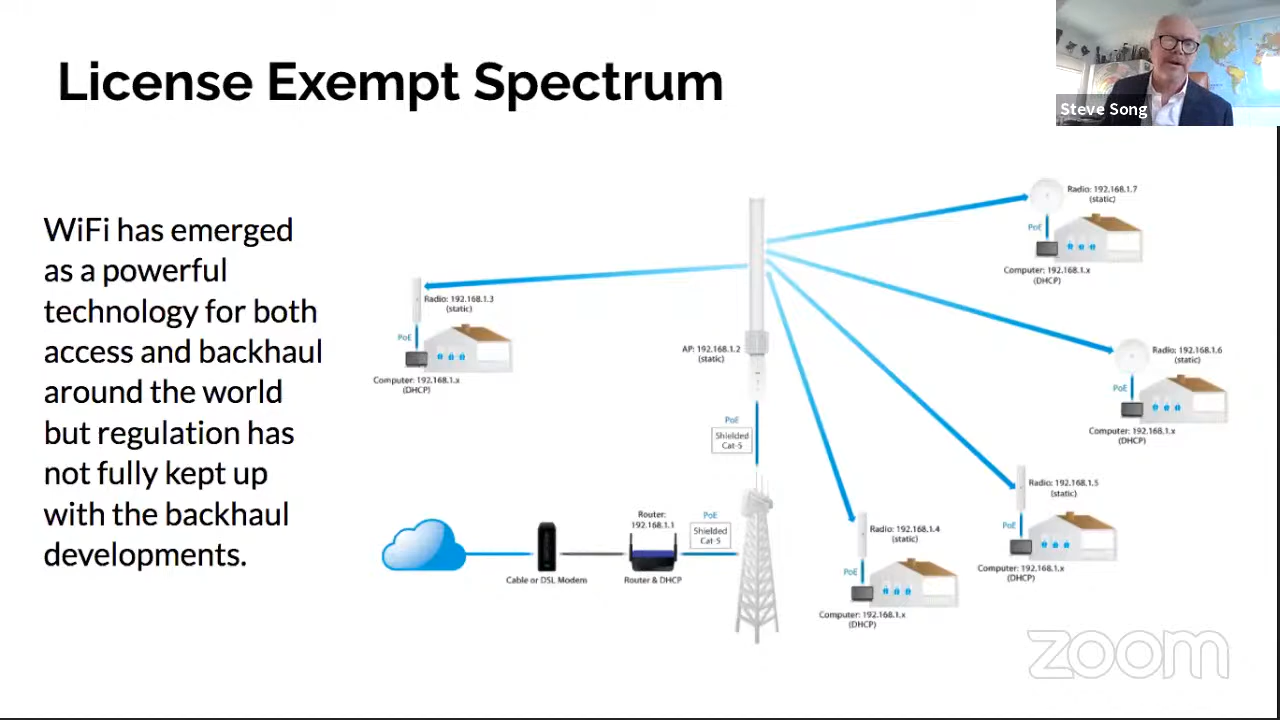 License Exempt Spectrum
Steve Song
WiFi has emerged
as a powerful
technology for both
access and backhaul
around the world
but regulation has
not fully kept up
with the backhaul
developments.
Radio: 192.168.1.7
(static)
PoE
Computer: 192.168.1.x
(DHCP)
Radio: 192.168.1.3
(static)
PoE
Computer: 192.168.1.x
(DHCP)
AP: 192.168.1.2
(static)
Radio: 192.168.1.6
(static)
PoE
Computer: 192.168.1.x
(DHCP)
PoE
Shielded
Cat-5
Radio: 192.168.1.5
(static)
PoE
Computer: 192.168.1.x
(DHCP)
Router:
192.168.1.1
PoE
Shielded
Cat-5
Cable or DSL Modem
Router & DHCP
Radio: 192.168.1.4
(static)
PoE
Computer: 192.168.1.x
(DHCP)
zoom